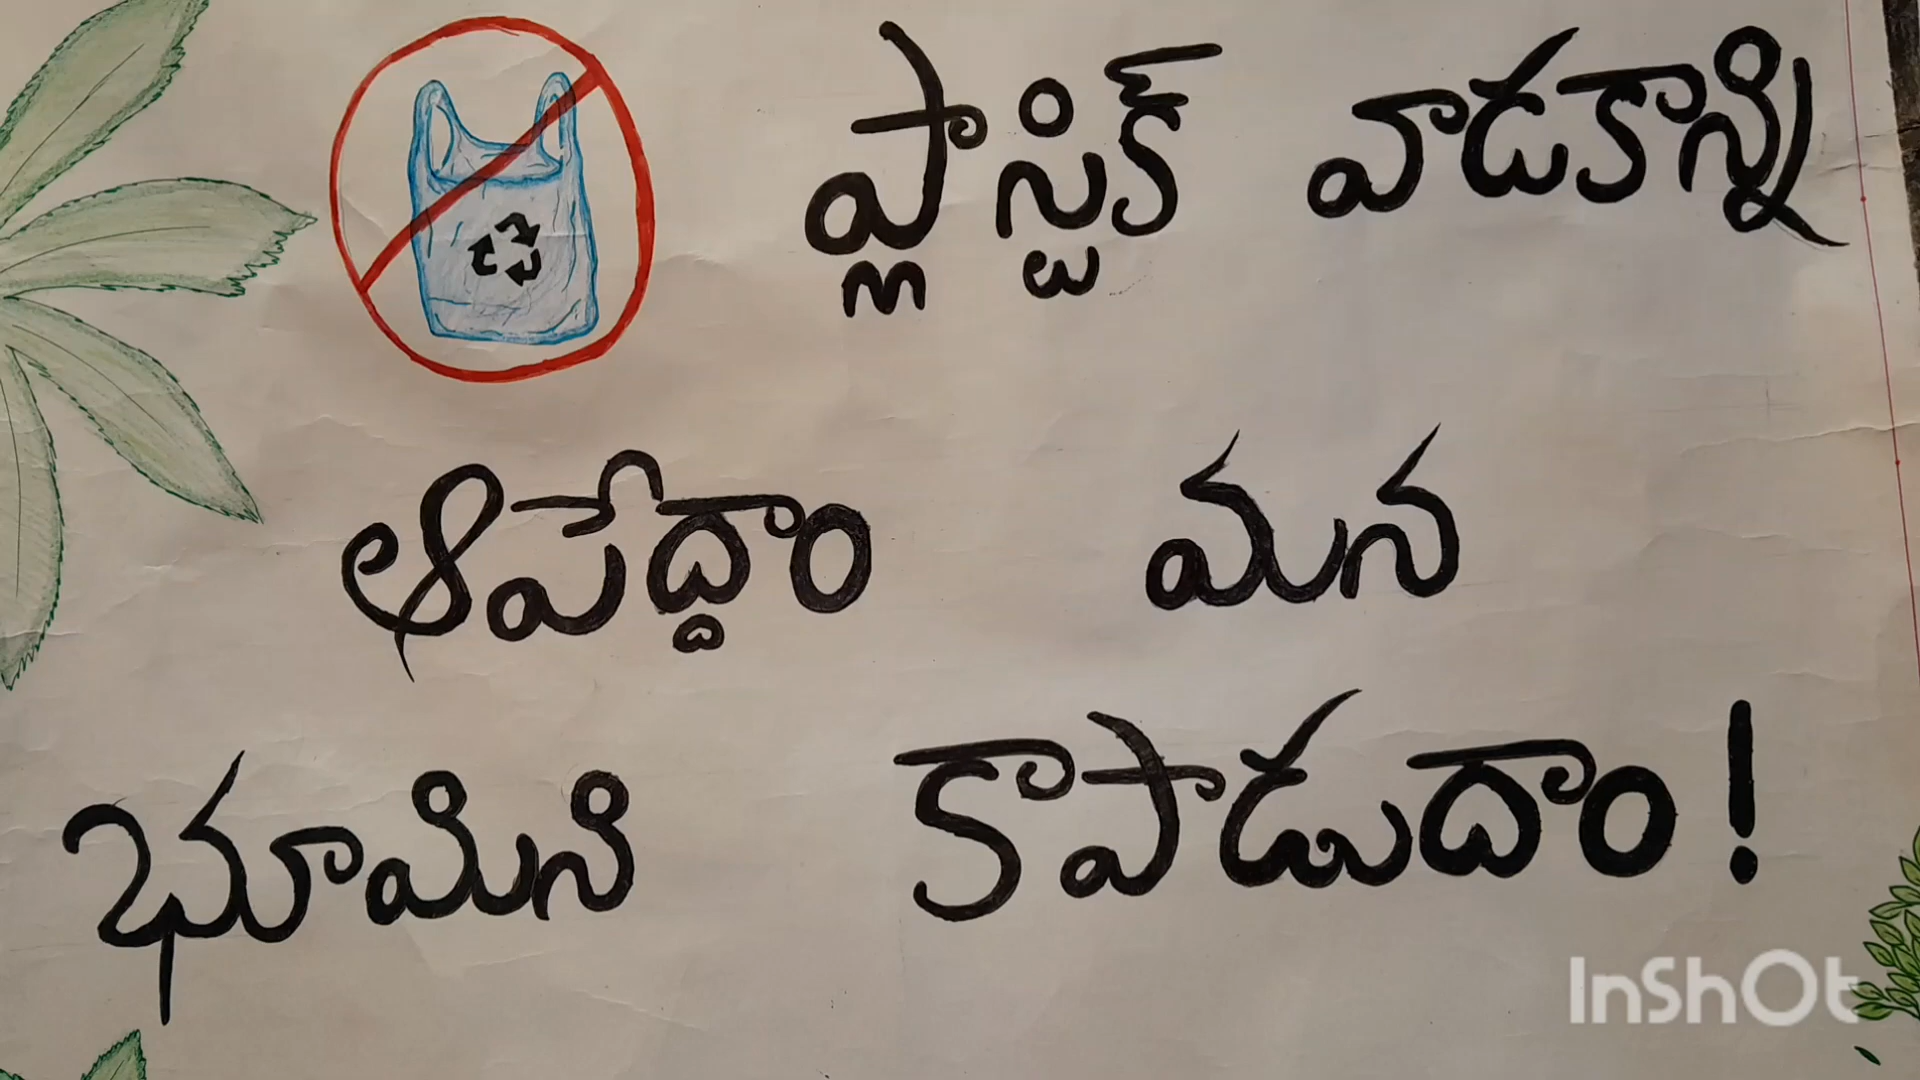 ప్లాస్టిక్ వాడకాన్ని
ఆపేద్దాం మన
భూమిని కాపాడుదాం!
InShOt